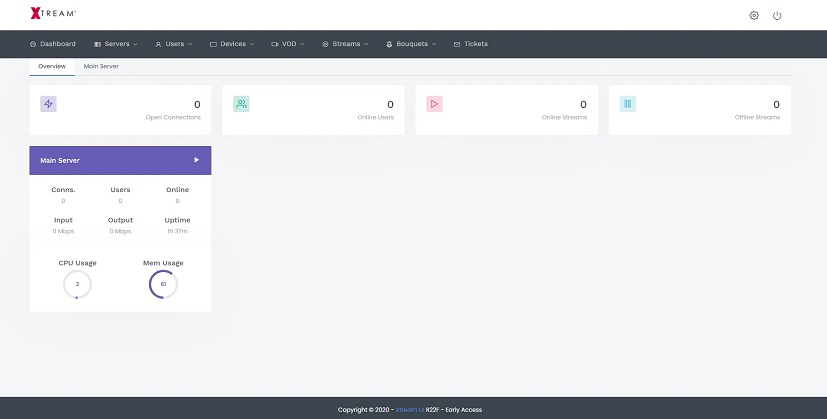 XTREAM
Dashboard Servers Users Devices VOD Streams Bouquets Tickets
Overview Main Server
0 0 0 0
Open Connections Online Users Online Streams Offline Streams
Main Server
Conns. Users Online
0 0 0
Input Output Uptime
0 Mbps 0 Mbps 1h 37m
CPU Usage Mem Usage
2 61
Copyright © 2020 - Xtream UI R22F - Early Access